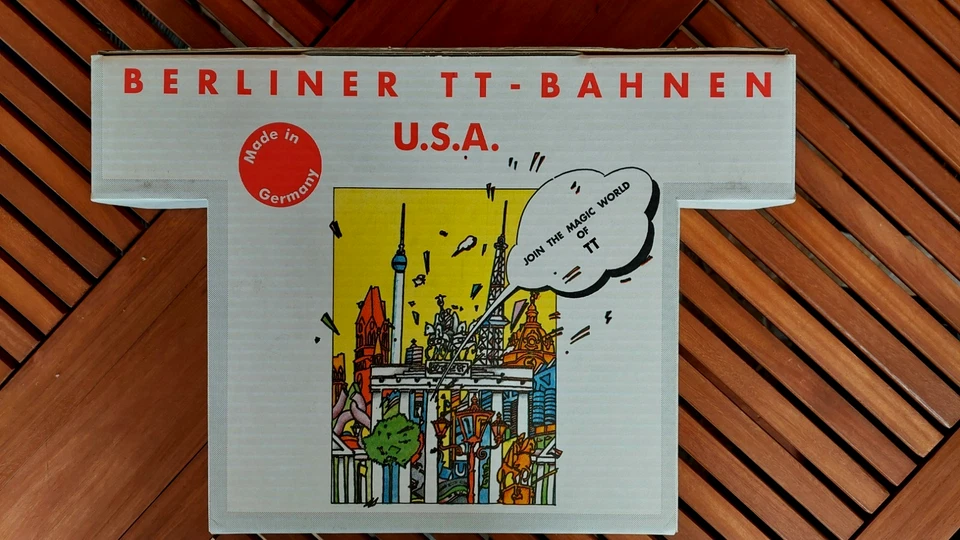 BERLINER TT-BAHNEN
U.S.A.
Made in
Germany
JOIN THE MAGIC WORLD
OF
TT